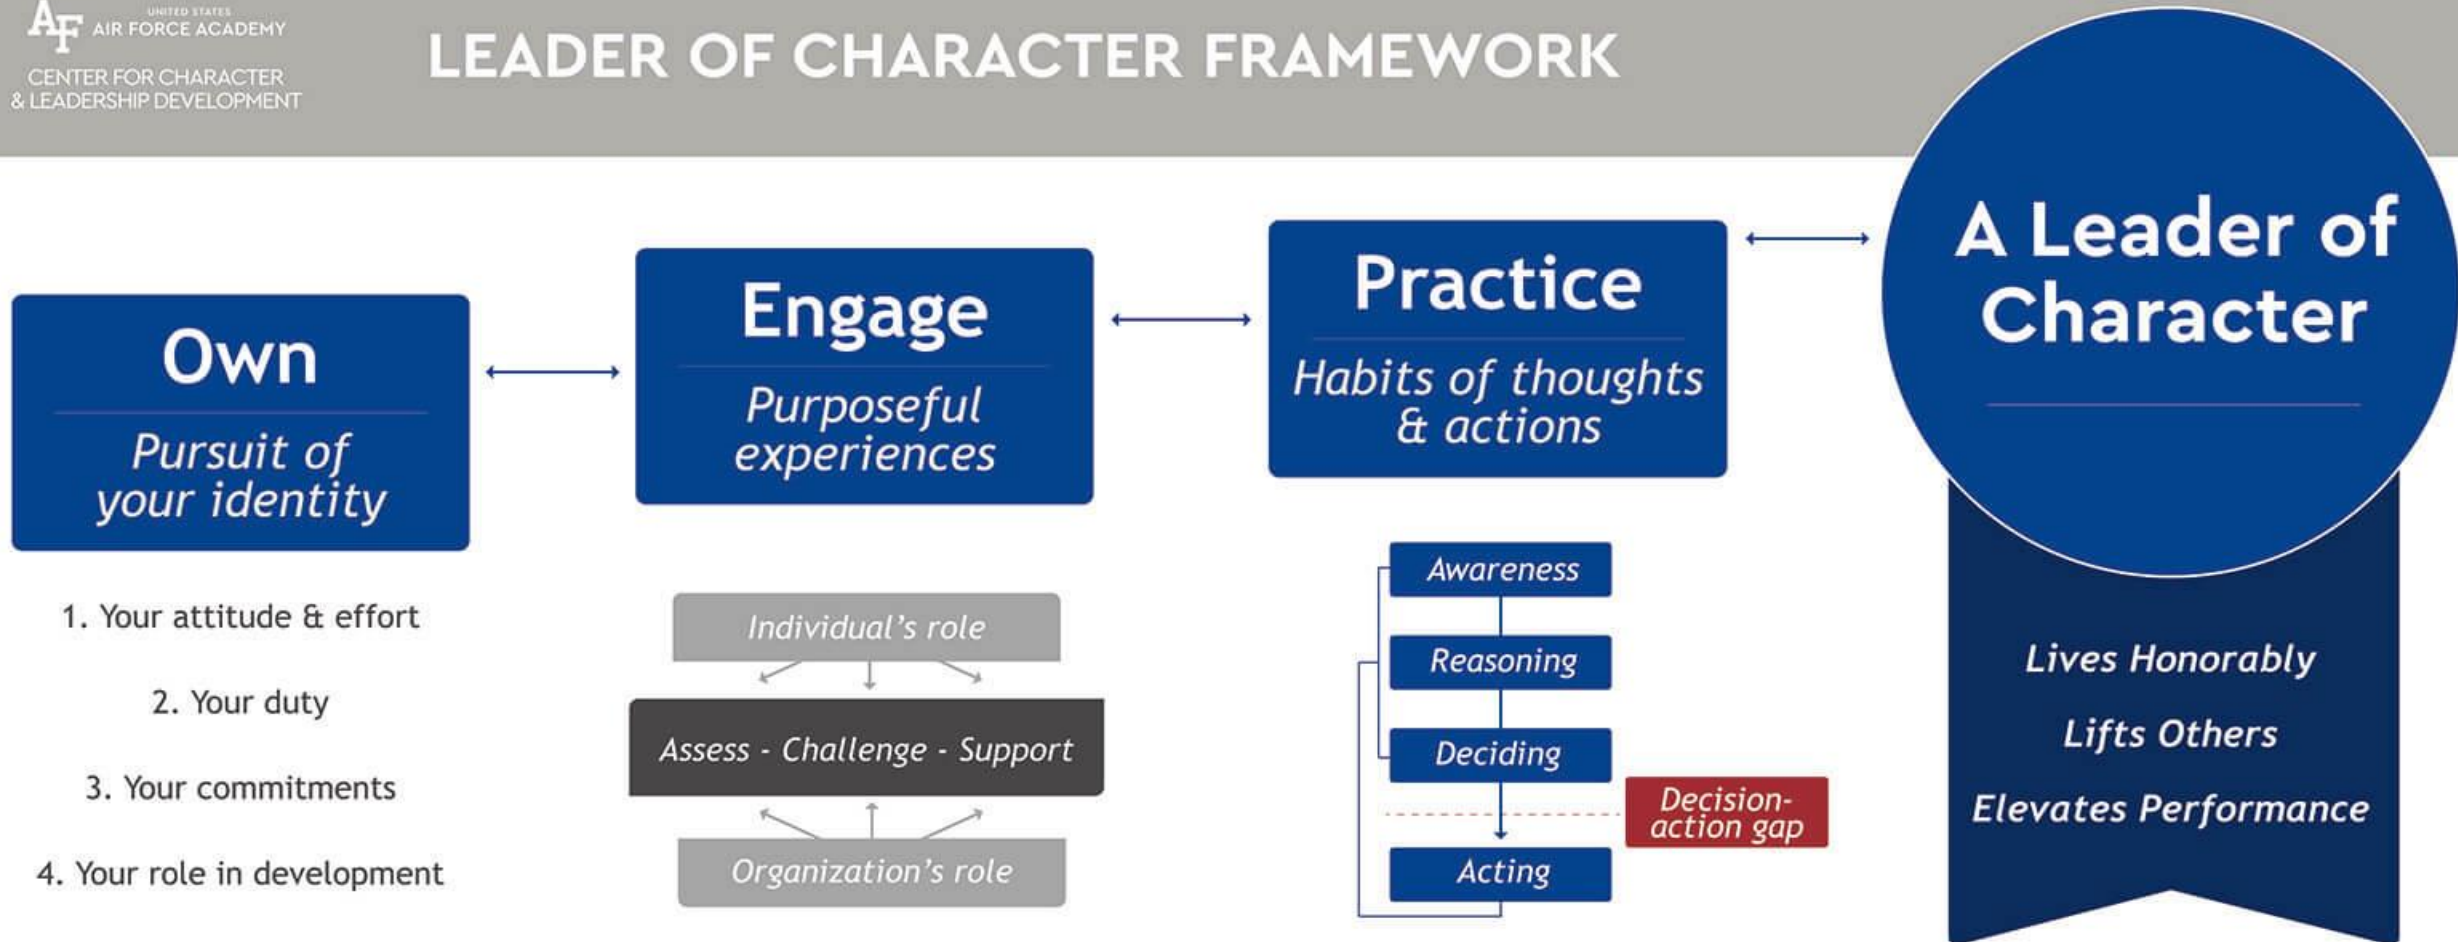 UNITED STATES
AIR FORCE ACADEMY
CENTER FOR CHARACTER
& LEADERSHIP DEVELOPMENT
LEADER OF CHARACTER FRAMEWORK
Own
Pursuit of
your identity
1. Your attitude & effort
2. Your duty
3. Your commitments
4. Your role in development
Engage
Purposeful
experiences
Individual's role
Assess - Challenge - Support
Organization's role
Practice
Habits of thoughts
& actions
Awareness
Reasoning
Deciding
Decision-
action gap
Acting
A Leader of
Character
Lives Honorably
Lifts Others
Elevates Performance